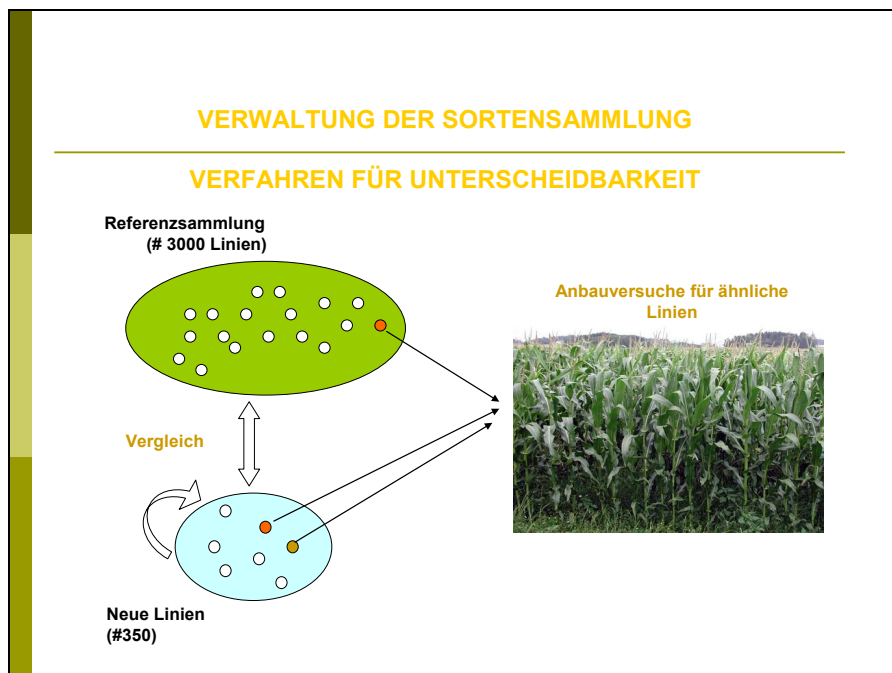 VERWALTUNG DER SORTENSAMMLUNG
VERFAHREN FÜR UNTERSCHEIDBARKEIT
Referenzsammlung
(# 3000 Linien)
Anbauversuche für ähnliche
Linien
Vergleich
Neue Linien
(#350)